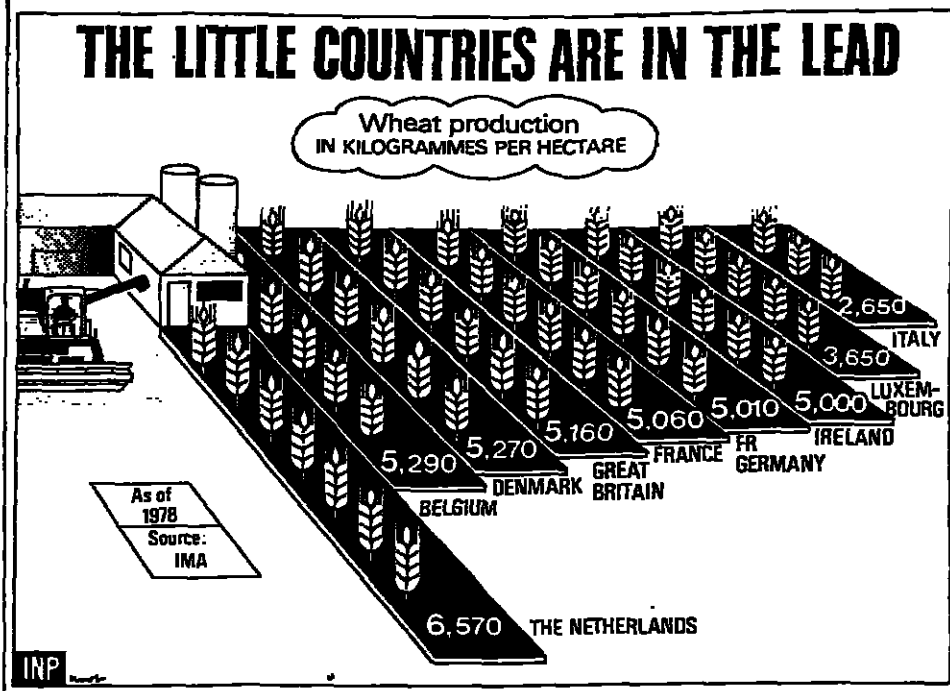 THE LITTLE COUNTRIES ARE IN THE LEAD
Wheat production
IN KILOGRAMMES PER HECTARE
2,650
ITALY
3,650
LUXEM-
BOURG
5,000
IRELAND
5,010
FR
GERMANY
5,060
FRANCE
5,160
GREAT
BRITAIN
5,270
DENMARK
5,290
BELGIUM
6,570
THE NETHERLANDS
As of
1978
Source:
IMA
INP